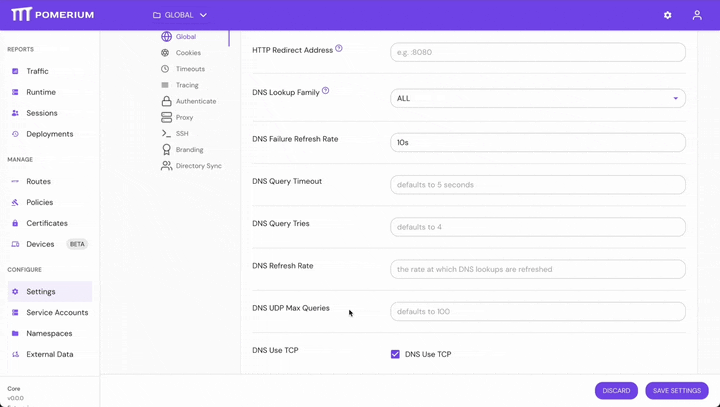 POMERIUM
GLOBAL
REPORTS
Traffic
Runtime
Sessions
Deployments
MANAGE
Routes
Policies
Certificates
Devices BETA
CONFIGURE
Settings
Service Accounts
Namespaces
External Data
Core
v0.0.0
Global
Cookies
Timeouts
Tracing
Authenticate
Proxy
SSH
Branding
Directory Sync
HTTP Redirect Address ? e.g. :8080
DNS Lookup Family ? ALL
DNS Failure Refresh Rate 10s
DNS Query Timeout defaults to 5 seconds
DNS Query Tries defaults to 4
DNS Refresh Rate the rate at which DNS lookups are refreshed
DNS UDP Max Queries defaults to 100
DNS Use TCP DNS Use TCP
DISCARD SAVE SETTINGS